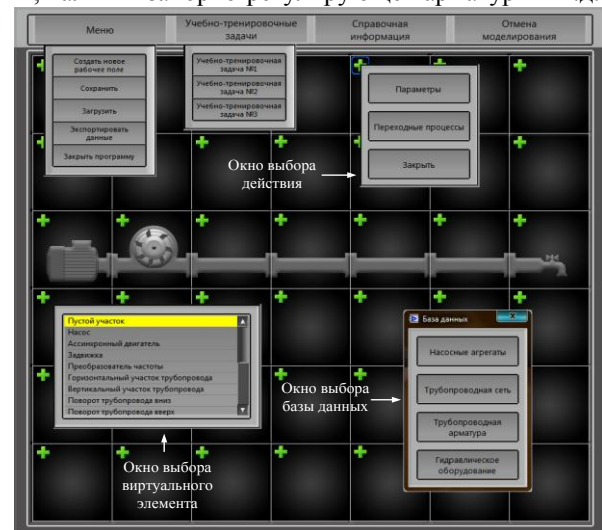 Меню
Учебно-тренировочные
задачи
Справочная
информация
Отмена
моделирования
Создать новое
рабочее поле
Сохранить
Загрузить
Экспортировать
данные
Закрыть программу
Учебно-тренировочная
задача №1
Учебно-тренировочная
задача №2
Учебно-тренировочная
задача №3
Параметры
Переходные процессы
Закрыть
Окно выбора
действия
Пустой участок
Насос
Ассинхронный двигатель
Задвижка
Преобразователь частоты
Горизонтальный участок трубопровода
Вертикальный участок трубопровода
Поворот трубопровода вниз
Поворот трубопровода вверх
Окно выбора
виртуального
элемента
Окно выбора
базы данных
База данных
Насосные агрегаты
Трубопроводная сеть
Трубопроводная
арматура
Гидравлическое
оборудование